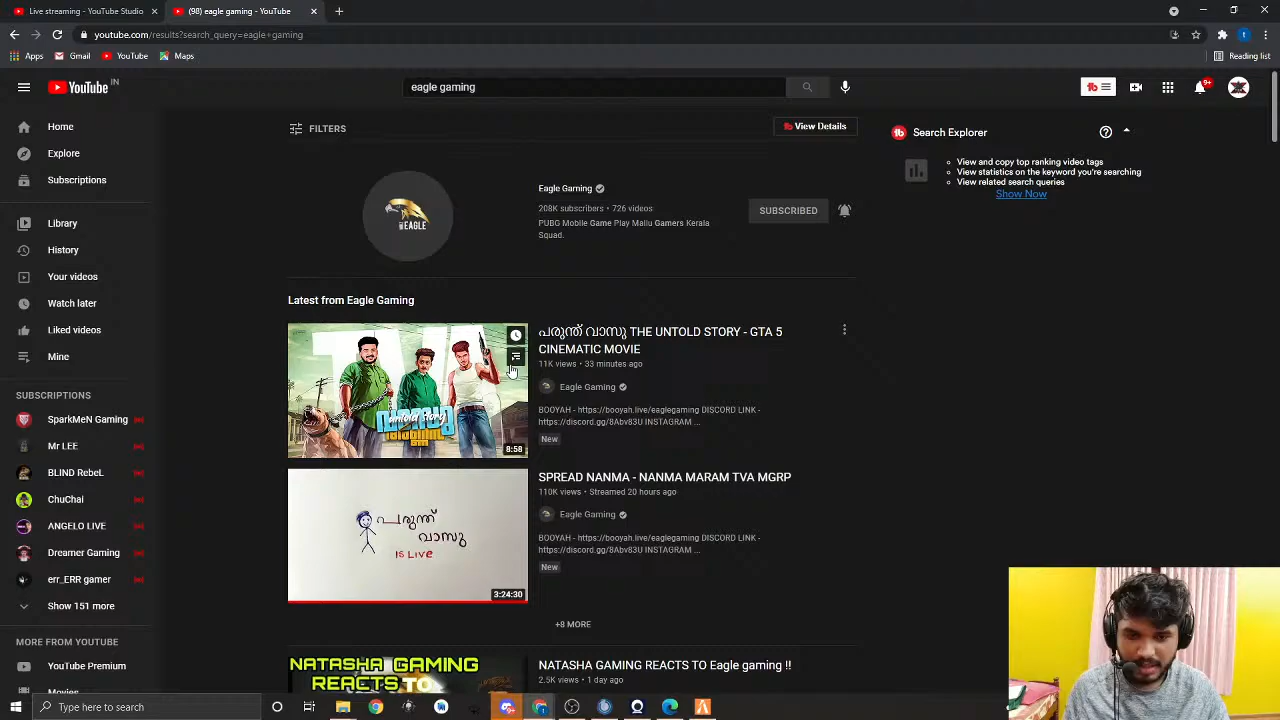 Live streaming - YouTube Studio
(98) eagle gaming - YouTube
youtube.com/results?search_query=eagle+gaming
Apps
Gmail
YouTube
Maps
Reading list
YouTube IN
eagle gaming
9+
Home
Explore
Subscriptions
Library
History
Your videos
Watch later
Liked videos
Mine
SUBSCRIPTIONS
SparkMeN Gaming
Mr LEE
BLIND RebeL
ChuChai
ANGELO LIVE
Dreamer Gaming
err_ERR gamer
Show 151 more
MORE FROM YOUTUBE
YouTube Premium
Movies
FILTERS
View Details
EAGLE
Eagle Gaming
208K subscribers • 726 videos
PUBG Mobile Game Play Mallu Gamers Kerala
Squad.
SUBSCRIBED
Latest from Eagle Gaming
untold story
8:58
പരുന്ത് വാസു THE UNTOLD STORY - GTA 5
CINEMATIC MOVIE
11K views • 33 minutes ago
Eagle Gaming
BOOYAH - https://booyah.live/eaglegaming DISCORD LINK -
https://discord.gg/8Abv83U INSTAGRAM ...
New
പരുന്ത്
വാസു
IS LIVE
3:24:30
SPREAD NANMA - NANMA MARAM TVA MGRP
110K views • Streamed 20 hours ago
Eagle Gaming
BOOYAH - https://booyah.live/eaglegaming DISCORD LINK -
https://discord.gg/8Abv83U INSTAGRAM ...
New
+8 MORE
NATASHA GAMING
REACTS TO
NATASHA GAMING REACTS TO Eagle gaming !!
2.5K views • 1 day ago
Search Explorer
View and copy top ranking video tags
View statistics on the keyword you're searching
View related search queries
Show Now
Type here to search